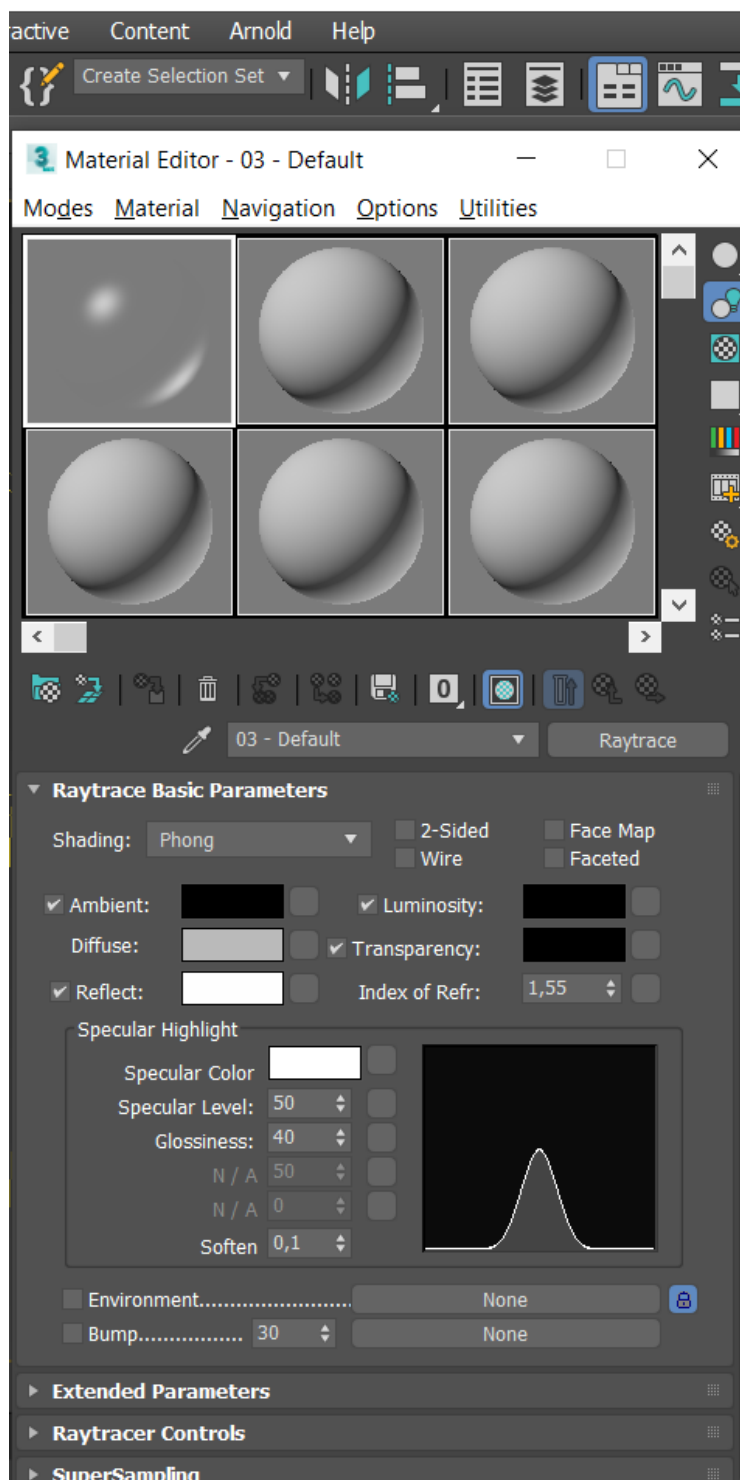 ractive Content Arnold Help
Create Selection Set
Material Editor - 03 - Default
Modes Material Navigation Options Utilities
0
03 - Default Raytrace
Raytrace Basic Parameters
Shading: Phong 2-Sided Face Map
Wire Faceted
Ambient: Luminosity:
Diffuse: Transparency:
Reflect: Index of Refr: 1,55
Specular Highlight
Specular Color
Specular Level: 50
Glossiness: 40
N / A 50
N / A 0
Soften 0,1
Environment........................ None
Bump................. 30 None
Extended Parameters
Raytracer Controls
SuperSampling